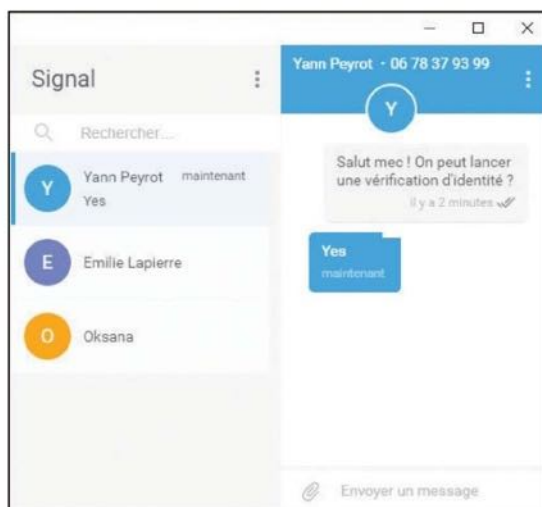 Signal
Rechercher...
Y
Yann Peyrot maintenant
Yes
E
Emilie Lapierre
O
Oksana
Yann Peyrot · 06 78 37 93 99
Y
Salut mec ! On peut lancer
une vérification d'identité ?
il y a 2 minutes
Yes
maintenant
Envoyer un message